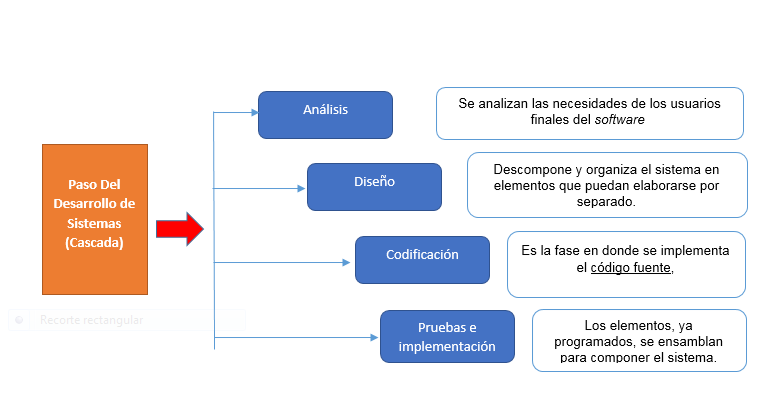 Paso Del
Desarrollo de
Sistemas
(Cascada)
Análisis
Se analizan las necesidades de los usuarios
finales del software
Diseño
Descompone y organiza el sistema en
elementos que puedan elaborarse por
separado.
Codificación
Es la fase en donde se implementa
el código fuente,
Pruebas e
implementación
Los elementos, ya
programados, se ensamblan
para componer el sistema.
Recorte rectangular